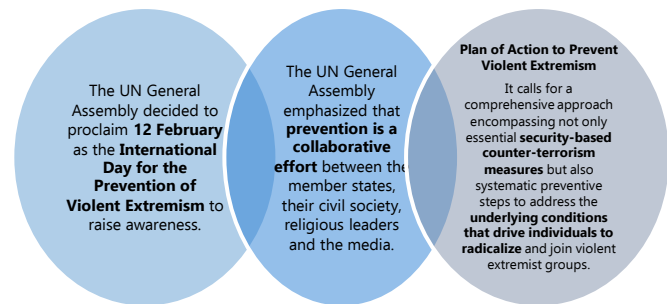 The UN General
Assembly decided to
proclaim 12 February
as the International
Day for the
Prevention of
Violent Extremism to
raise awareness.
The UN General
Assembly
emphasized that
prevention is a
collaborative
effort between the
member states,
their civil society,
religious leaders
and the media.
Plan of Action to Prevent
Violent Extremism
It calls for a
comprehensive approach
encompassing not only
essential security-based
counter-terrorism
measures but also
systematic preventive
steps to address the
underlying conditions
that drive individuals to
radicalize and join violent
extremist groups.